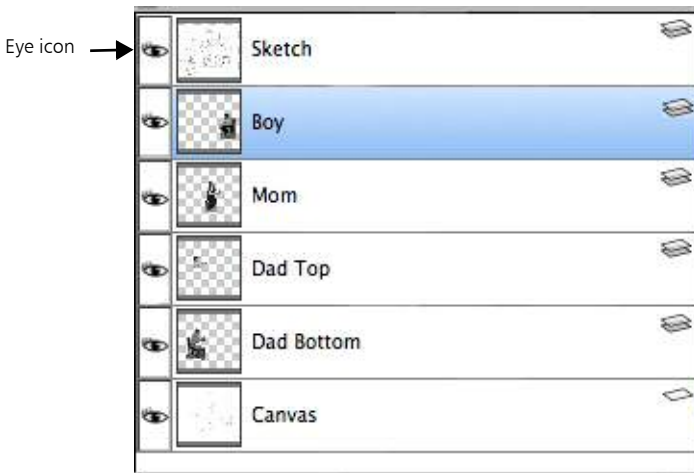 Eye icon
Sketch
Boy
Mom
Dad Top
Dad Bottom
Canvas